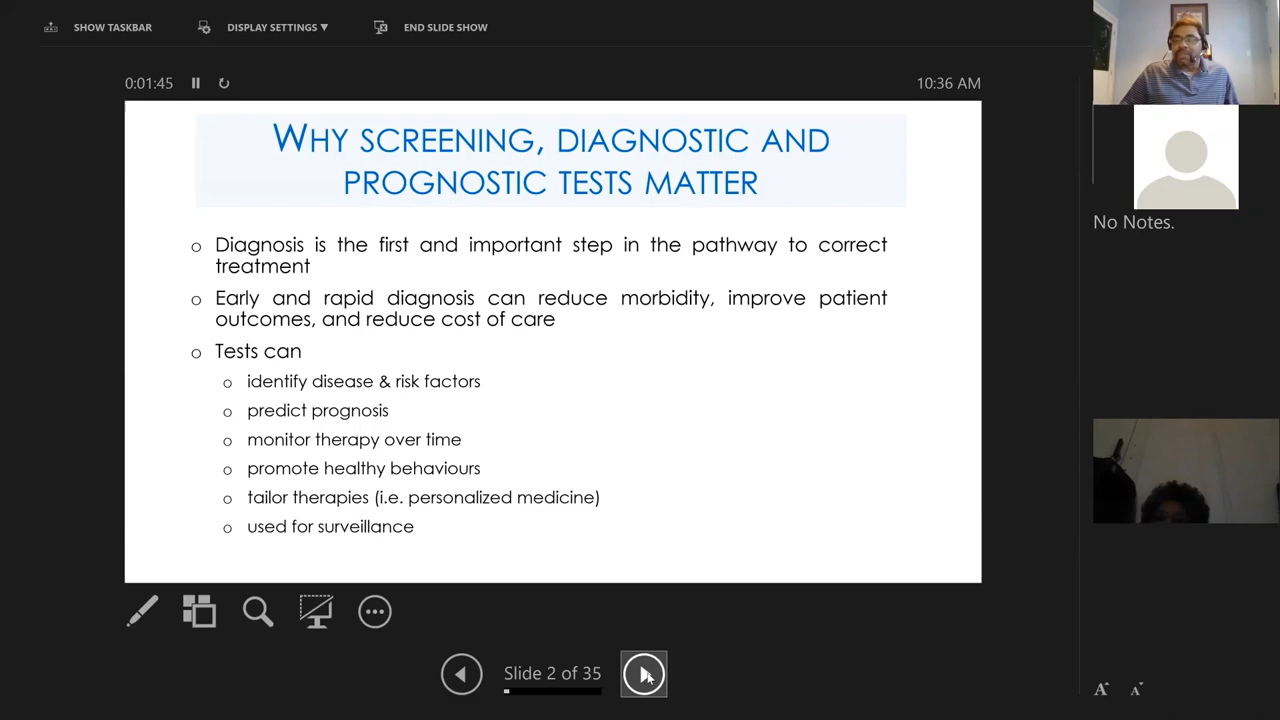 SHOW TASKBAR DISPLAY SETTINGS ▼ END SLIDE SHOW
0:01:45 10:36 AM
WHY SCREENING, DIAGNOSTIC AND
PROGNOSTIC TESTS MATTER
o Diagnosis is the first and important step in the pathway to correct
treatment
o Early and rapid diagnosis can reduce morbidity, improve patient
outcomes, and reduce cost of care
o Tests can
o identify disease & risk factors
o predict prognosis
o monitor therapy over time
o promote healthy behaviours
o tailor therapies (i.e. personalized medicine)
o used for surveillance
Slide 2 of 35
No Notes.
A A